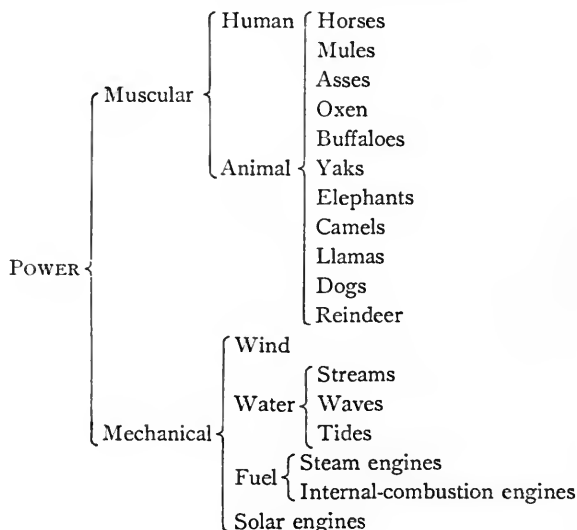 Human Horses
Mules
Muscular Asses
Oxen
Buffaloes
Animal Yaks
Elephants
Camels
Llamas
POWER Dogs
Reindeer
Wind
Streams
Water Waves
Mechanical Tides
Fuel Steam engines
Internal-combustion engines
Solar engines